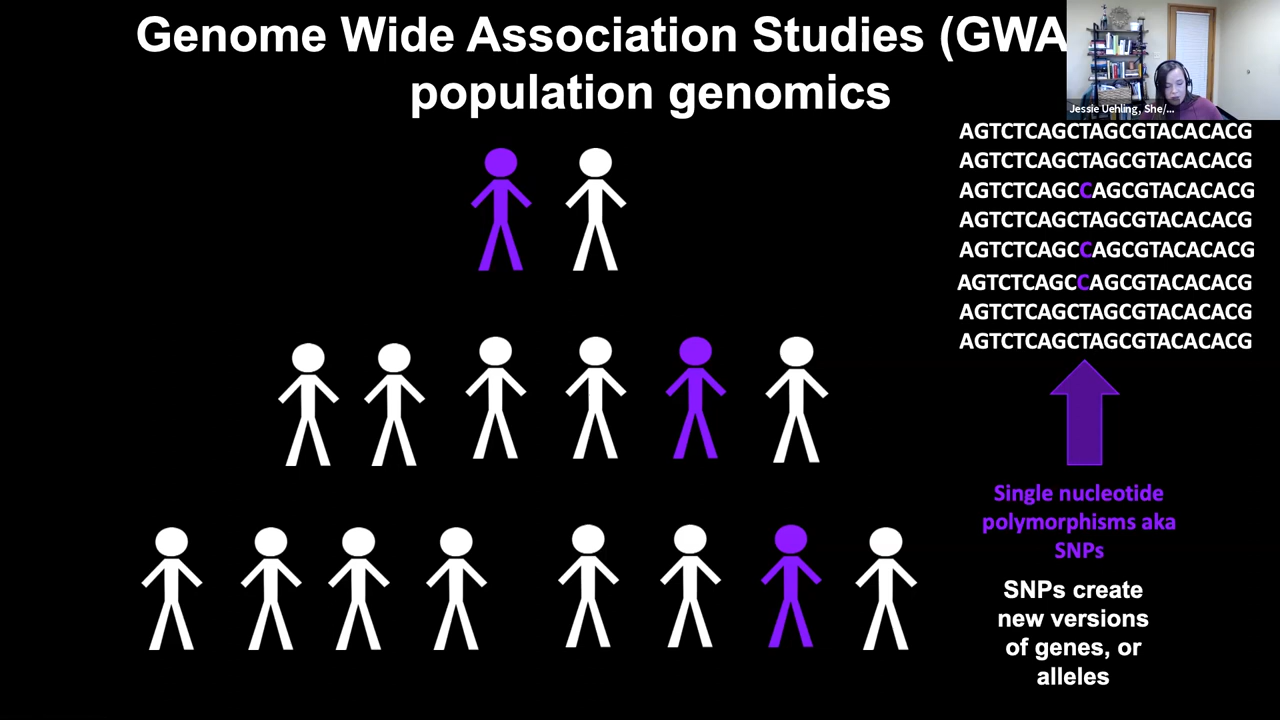 Genome Wide Association Studies (GWA
population genomics
Jessie Uehling, She/...
AGTCTCAGCTAGCGTACACACG
AGTCTCAGCTAGCGTACACACG
AGTCTCAGCCAGCGTACACACG
AGTCTCAGCTAGCGTACACACG
AGTCTCAGCCAGCGTACACACG
AGTCTCAGCCAGCGTACACACG
AGTCTCAGCTAGCGTACACACG
AGTCTCAGCTAGCGTACACACG
Single nucleotide
polymorphisms aka
SNPs
SNPs create
new versions
of genes, or
alleles